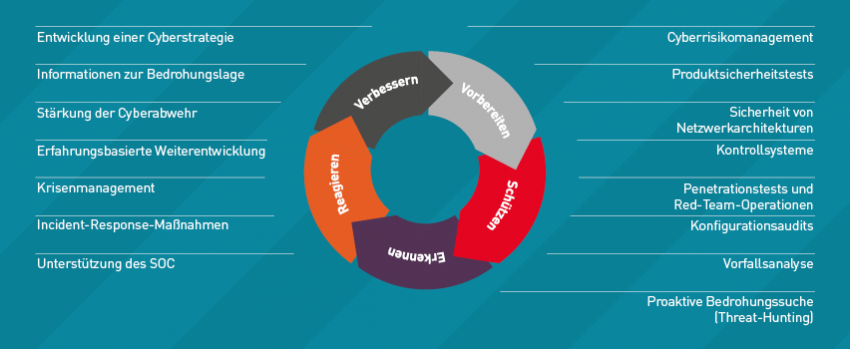 Entwicklung einer Cyberstrategie
Informationen zur Bedrohungslage
Stärkung der Cyberabwehr
Erfahrungsbasierte Weiterentwicklung
Krisenmanagement
Incident-Response-Maßnahmen
Unterstützung des SOC
Verbessern
Vorbereiten
Schützen
Erkennen
Reagieren
Cyberrisikomanagement
Produktsicherheitstests
Sicherheit von
Netzwerkarchitekturen
Kontrollsysteme
Penetrationstests und
Red-Team-Operationen
Konfigurationsaudits
Vorfallsanalyse
Proaktive Bedrohungssuche
(Threat-Hunting)